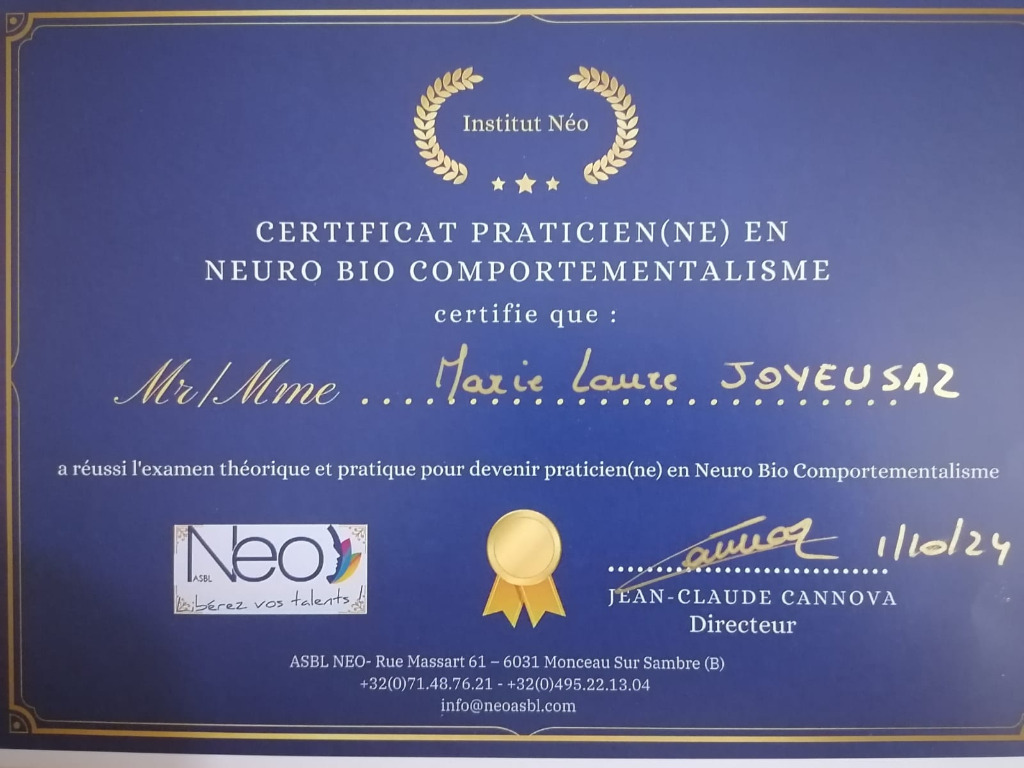 Institut Néo
CERTIFICAT PRATICIEN(NE) EN
NEURO BIO COMPORTEMENTALISME
certifie que :
Mr/Mme Marie Laure JOYEUSAZ
a réussi l'examen théorique et pratique pour devenir praticien(ne) en Neuro Bio Comportementalisme
Neo
ASBL
Libérez vos talents !
Cannova 1/10/24
JEAN-CLAUDE CANNOVA
Directeur
ASBL NEO- Rue Massart 61 – 6031 Monceau Sur Sambre (B)
+32(0)71.48.76.21 - +32(0)495.22.13.04
info@neoasbl.com